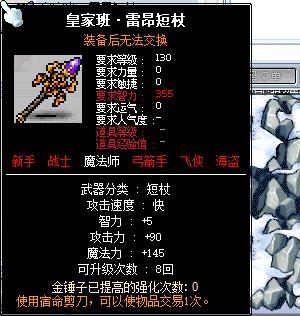 皇家班·雷昂短杖
装备后无法交换
要求等级： 130
要求力量： 0
要求敏捷： 0
要求智力： 355
要求运气： 0
要求人气度：-
道具等级： -
道具经验值： -
新手 战士 魔法师 弓箭手 飞侠 海盗
武器分类 : 短杖
攻击速度 : 快
智力 : +5
攻击力 : +90
魔法力 : +145
可升级次数 : 8回
金锤子已提高的强化次数: 0
使用宿命剪刀，可以使物品交易1次。